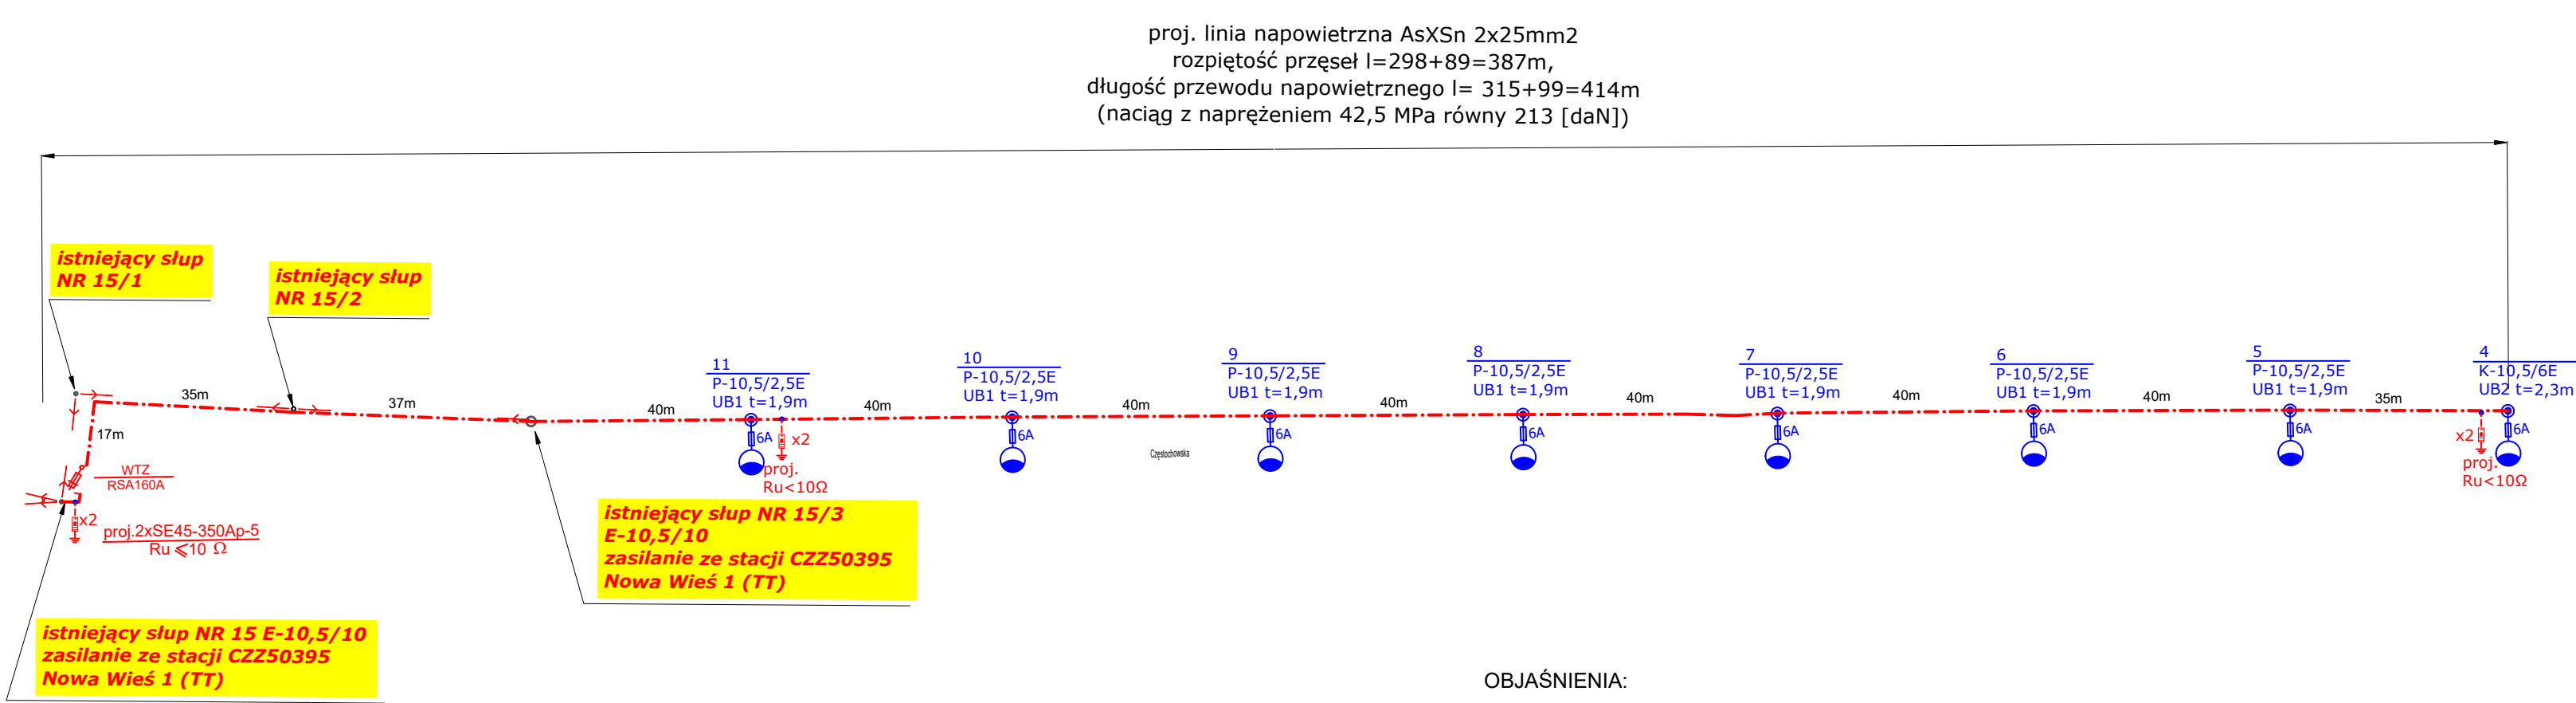 proj. linia napowietrzna AsXSn 2x25mm2
rozpiętość przęseł l=298+89=387m,
długość przewodu napowietrznego l= 315+99=414m
(naciąg z naprężeniem 42,5 MPa równy 213 [daN])
istniejący słup
NR 15/1
istniejący słup
NR 15/2
35m
37m
17m
WTZ
RSA160A
x2
proj.2xSE45-350Ap-5
Ru ⩽10 Ω
istniejący słup NR 15 E-10,5/10
zasilanie ze stacji CZZ50395
Nowa Wieś 1 (TT)
istniejący słup NR 15/3
E-10,5/10
zasilanie ze stacji CZZ50395
Nowa Wieś 1 (TT)
40m
11
P-10,5/2,5E
UB1 t=1,9m
6A
x2
proj.
Ru<10Ω
40m
10
P-10,5/2,5E
UB1 t=1,9m
6A
40m
Częstochowska
9
P-10,5/2,5E
UB1 t=1,9m
6A
40m
8
P-10,5/2,5E
UB1 t=1,9m
6A
40m
7
P-10,5/2,5E
UB1 t=1,9m
6A
40m
6
P-10,5/2,5E
UB1 t=1,9m
6A
40m
5
P-10,5/2,5E
UB1 t=1,9m
6A
35m
4
K-10,5/6E
UB2 t=2,3m
6A
x2
proj.
Ru<10Ω
OBJAŚNIENIA: